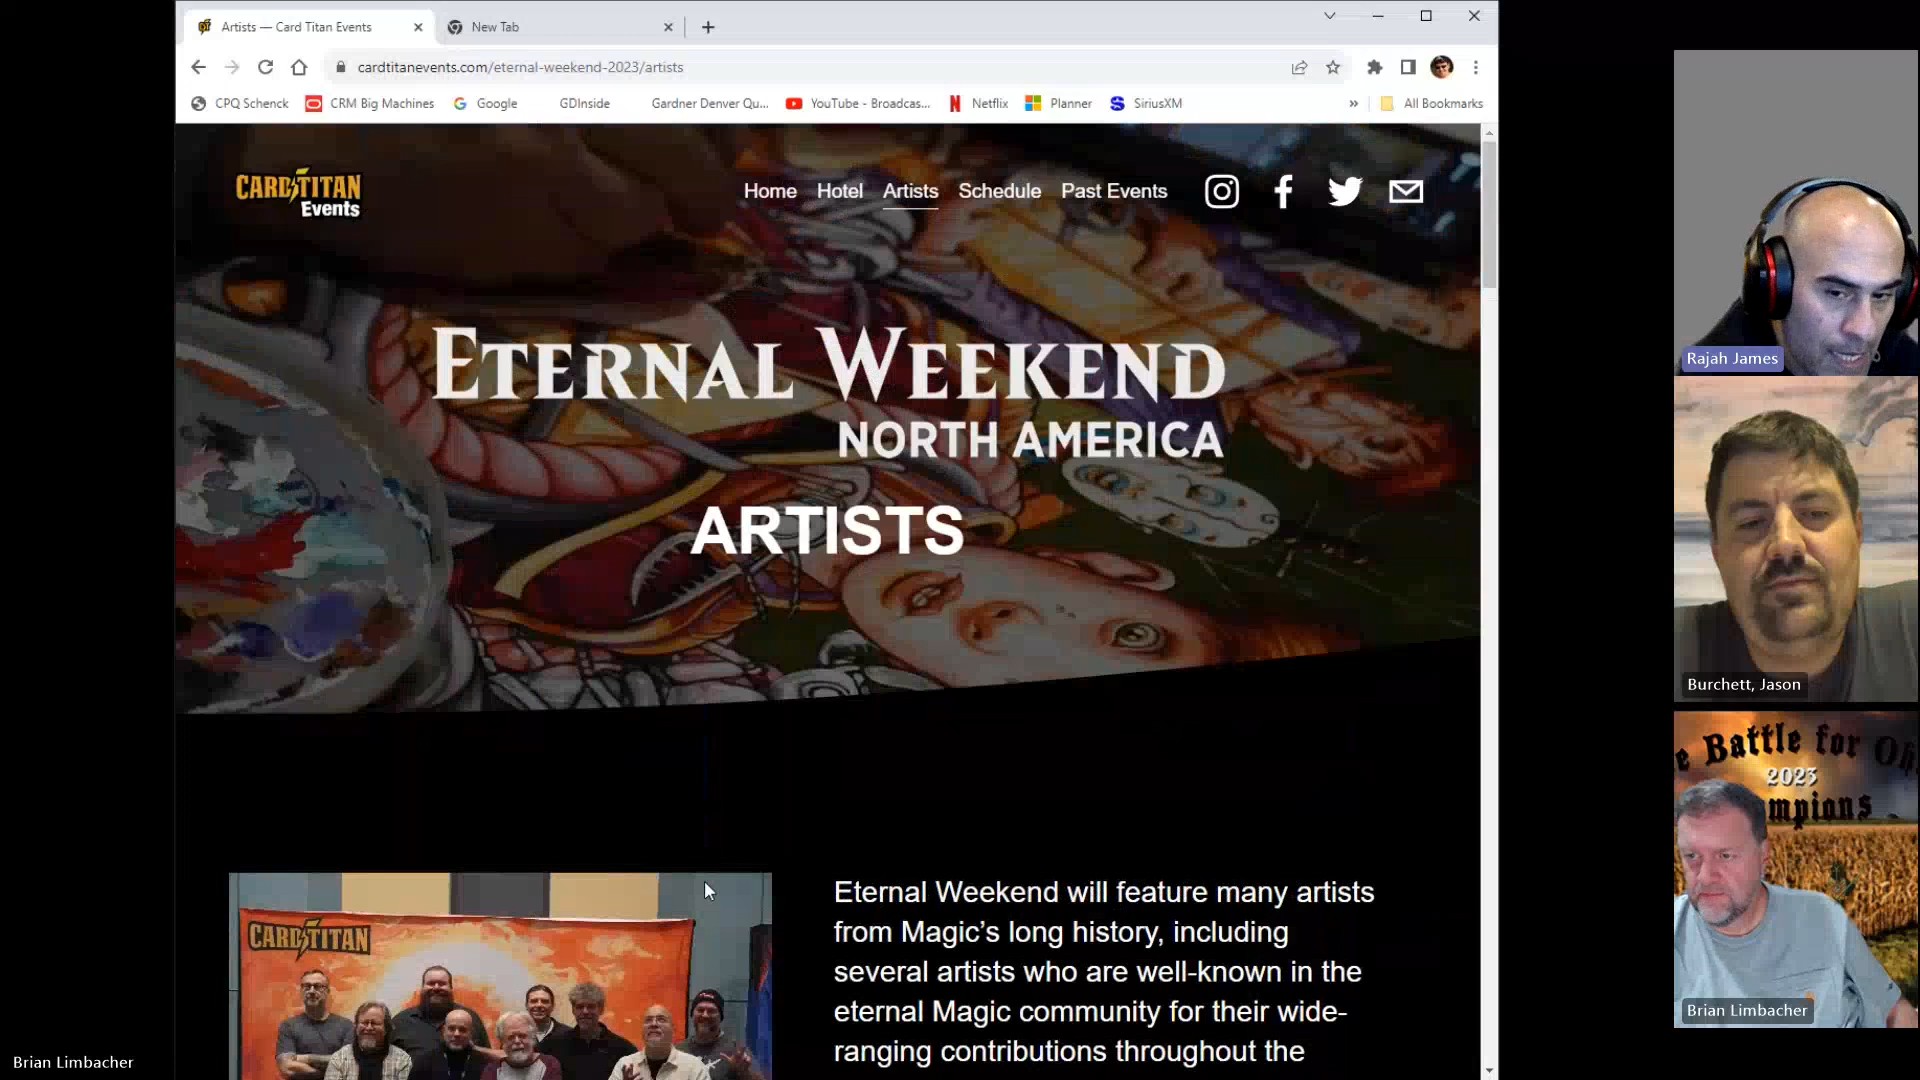 Artists — Card Titan Events
New Tab
cardtitanevents.com/eternal-weekend-2023/artists
CPQ Schenck
CRM Big Machines
Google
GDInside
Gardner Denver Qu...
YouTube - Broadcas...
Netflix
Planner
SiriusXM
»
All Bookmarks
CARD TITAN
Events
Home Hotel Artists Schedule Past Events
ETERNAL WEEKEND
NORTH AMERICA
ARTISTS
CARD TITAN
Eternal Weekend will feature many artists
from Magic’s long history, including
several artists who are well-known in the
eternal Magic community for their wide-
ranging contributions throughout the
Rajah James
Burchett, Jason
e Battle for Oh
2023
mpions
Brian Limbacher
Brian Limbacher